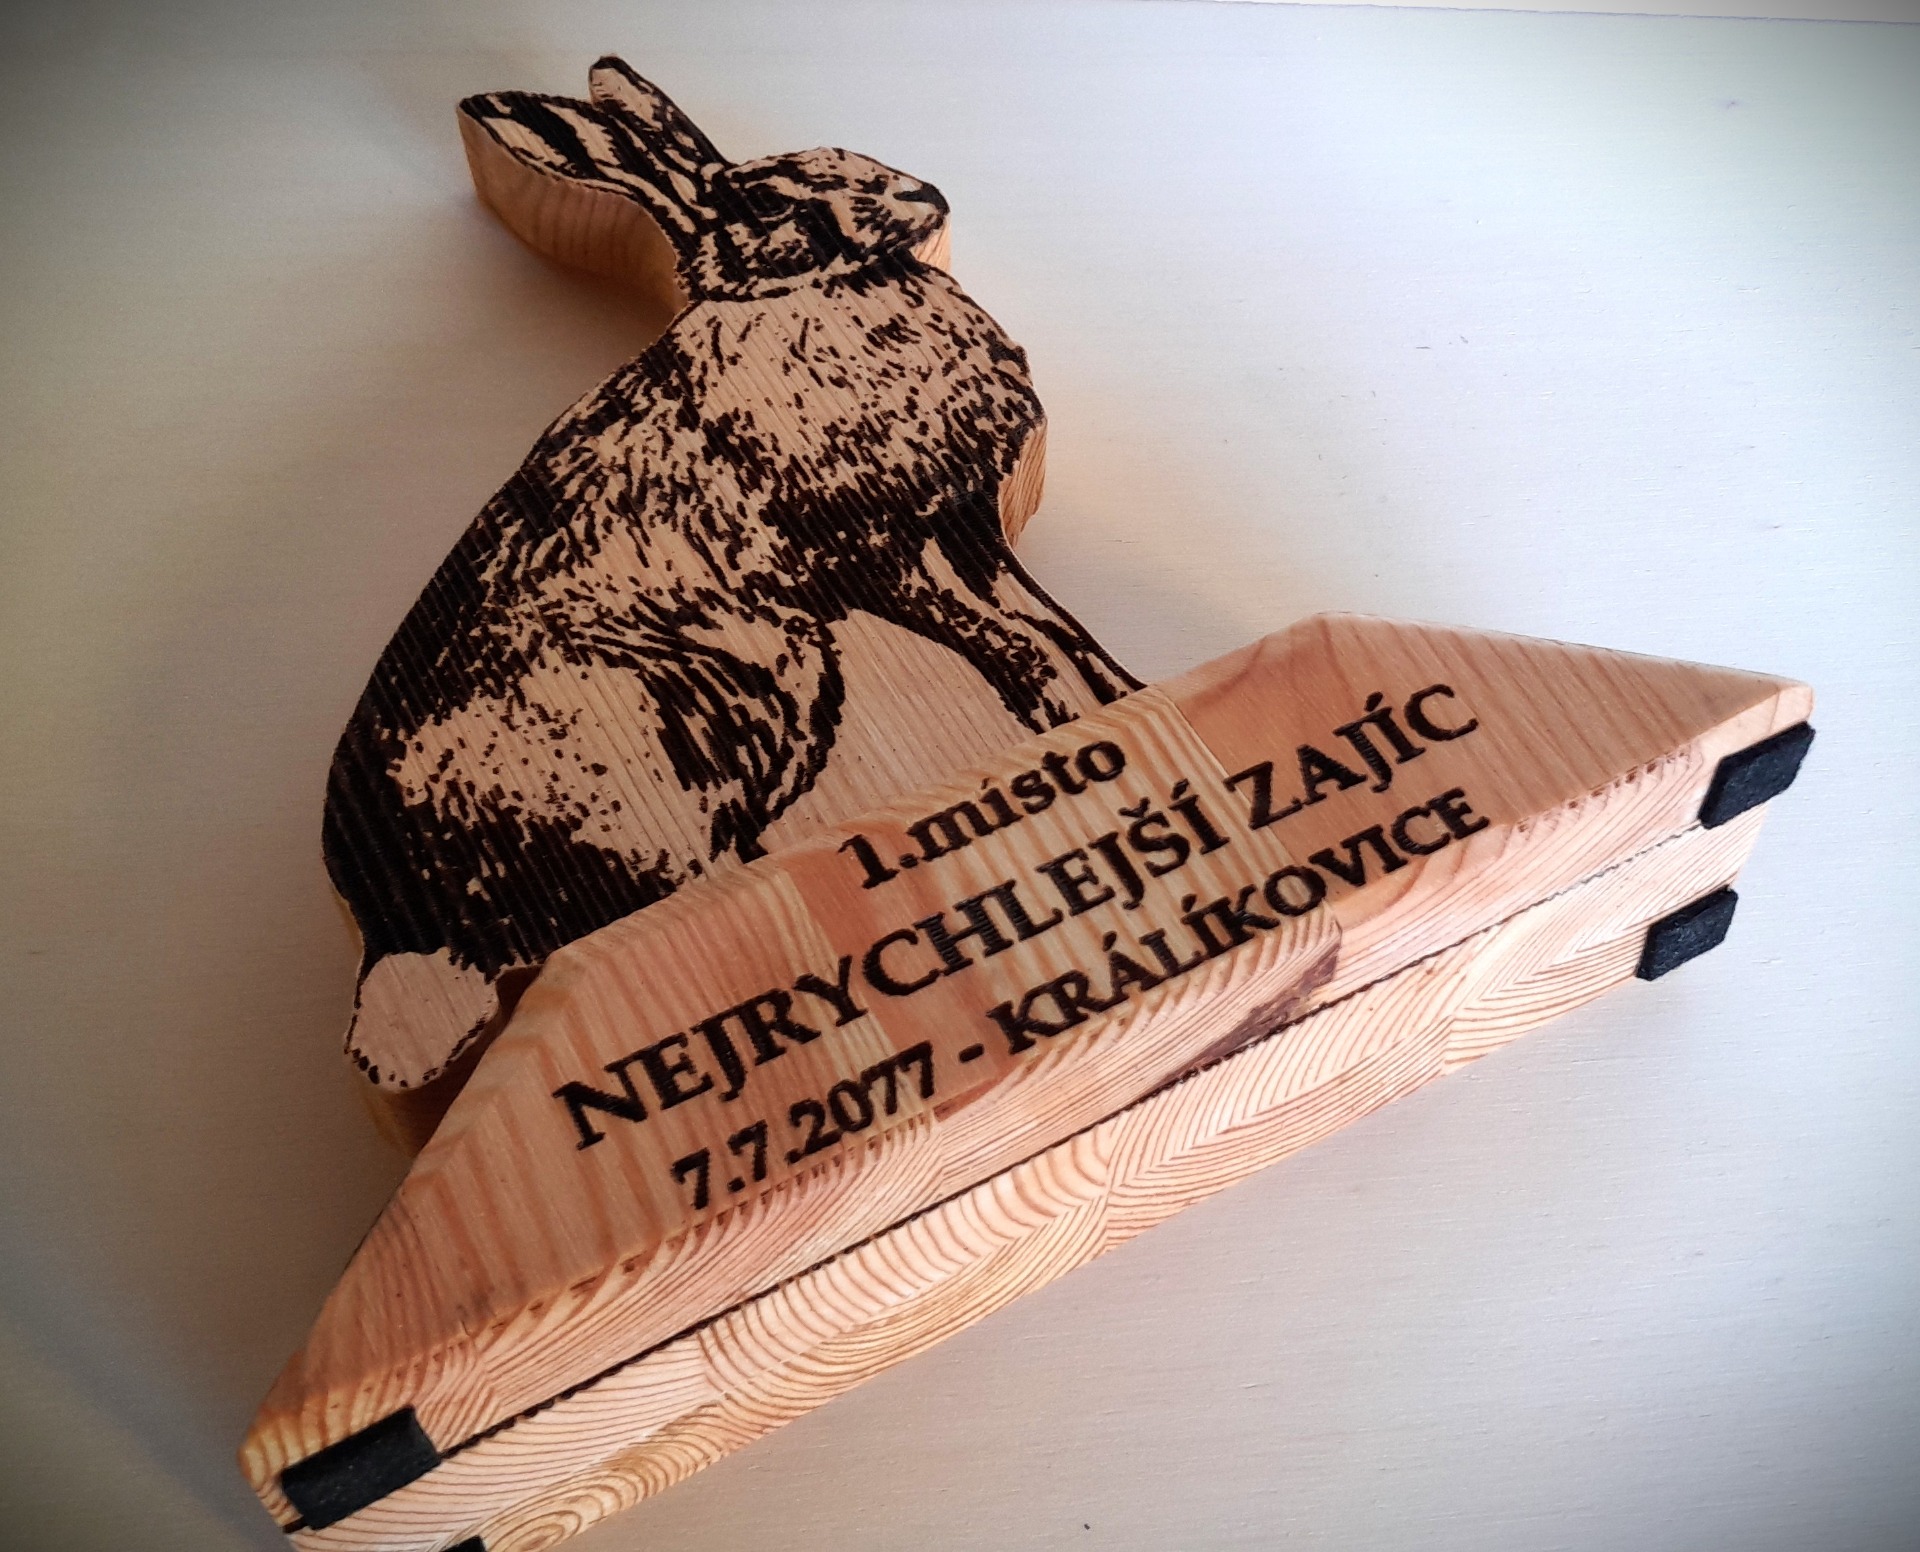 1.místo
NEJRYCHLEJŠÍ ZAJÍC
7.7.2077 - KRÁLÍKOVICE